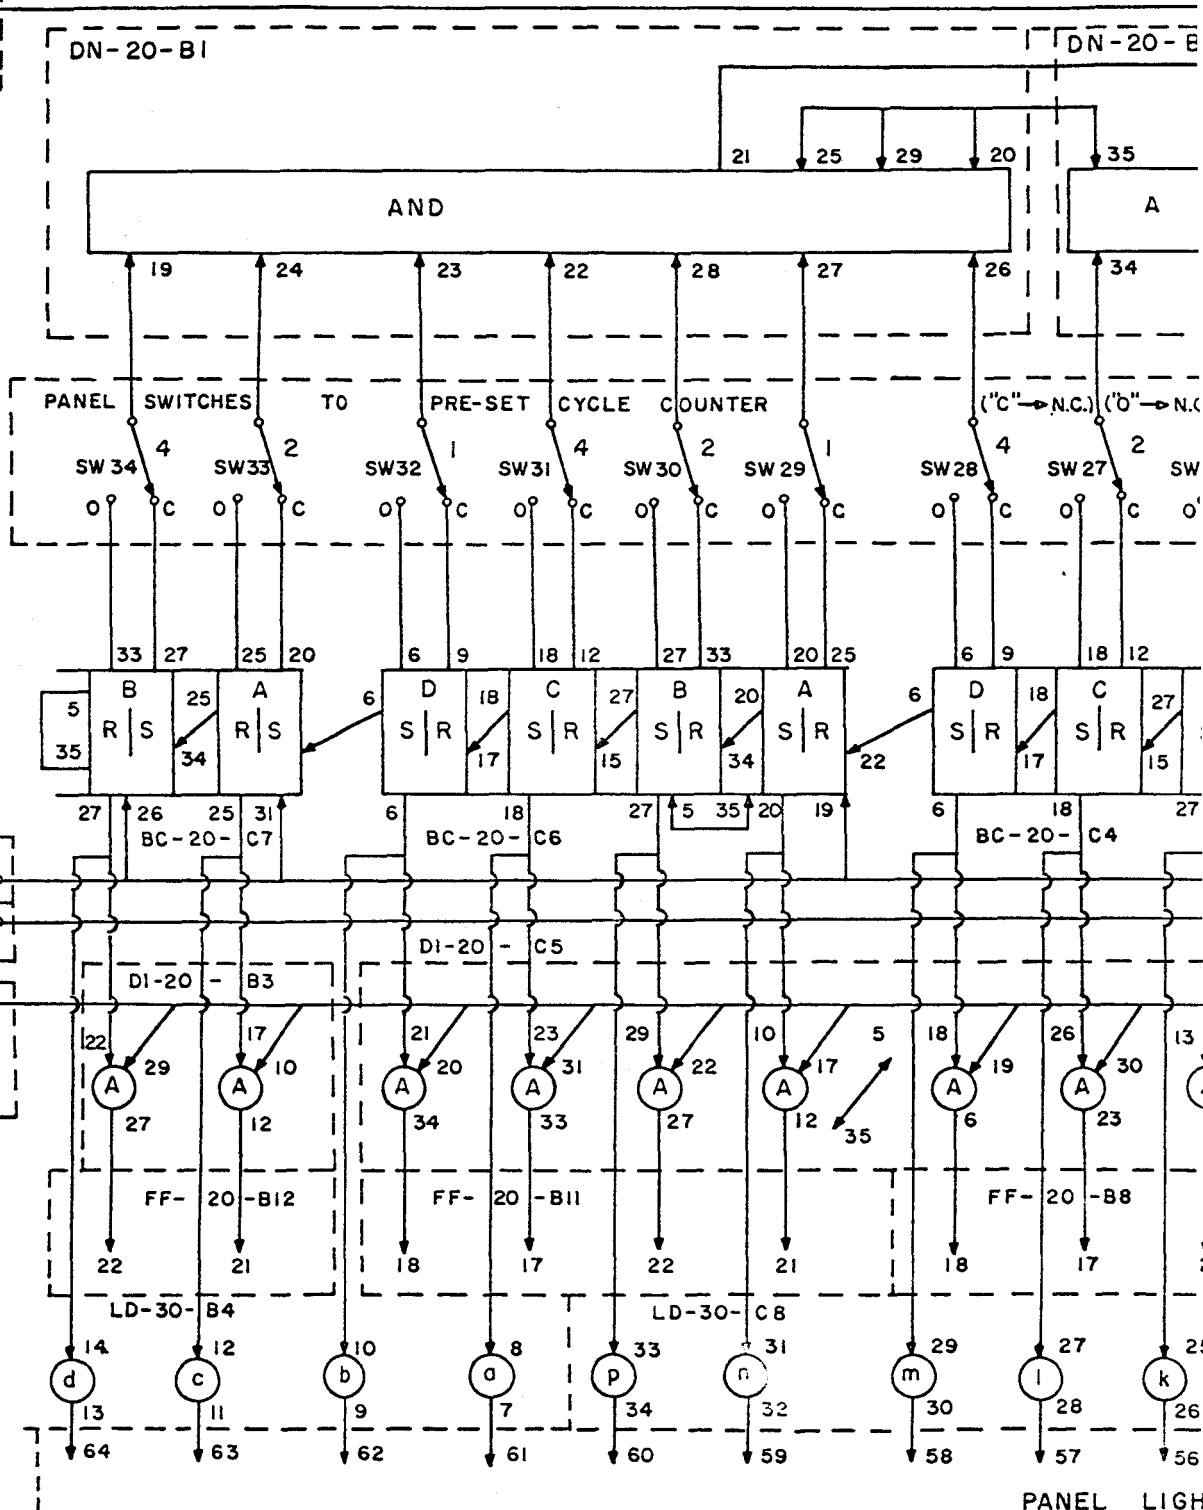 DN-20-B1 DN-20-B
21 25 29 20 35
AND A
19 24 23 22 28 27 26 34
PANEL SWITCHES TO PRE-SET CYCLE COUNTER ("C"→N.C.) ("O"→N.C
4 2 1 4 2 1 4 2
SW34 SW33 SW32 SW31 SW30 SW29 SW28 SW27 SW
O C O C O C O C O C O C O C O C O'
33 27 25 20 6 9 18 12 27 33 20 25 6 9 18 12
B A D C B A D C
5 25 6 18 27 20 6 18 27
R S R S S R S R S R S R S R S R
35 34 17 15 34 22 17 15
27 26 25 31 6 18 27 5 35 20 19 6 18 27
BC-20-C7 BC-20-C6 BC-20-C4
DI-20-C5
DI-20-B3
22 17 21 23 29 10 5 18 26 13
29 10 20 31 22 17 19 30
A A A A A A A A
27 12 34 33 27 12 35 6 23
FF-20-B12 FF-20-B11 FF-20-B8
22 21 18 17 22 21 18 17
LD-30-B4 LD-30-C8
14 12 10 8 33 31 29 27 25
d c b a p n m l k
13 11 9 7 34 32 30 28 26
64 63 62 61 60 59 58 57 56
PANEL LIGH